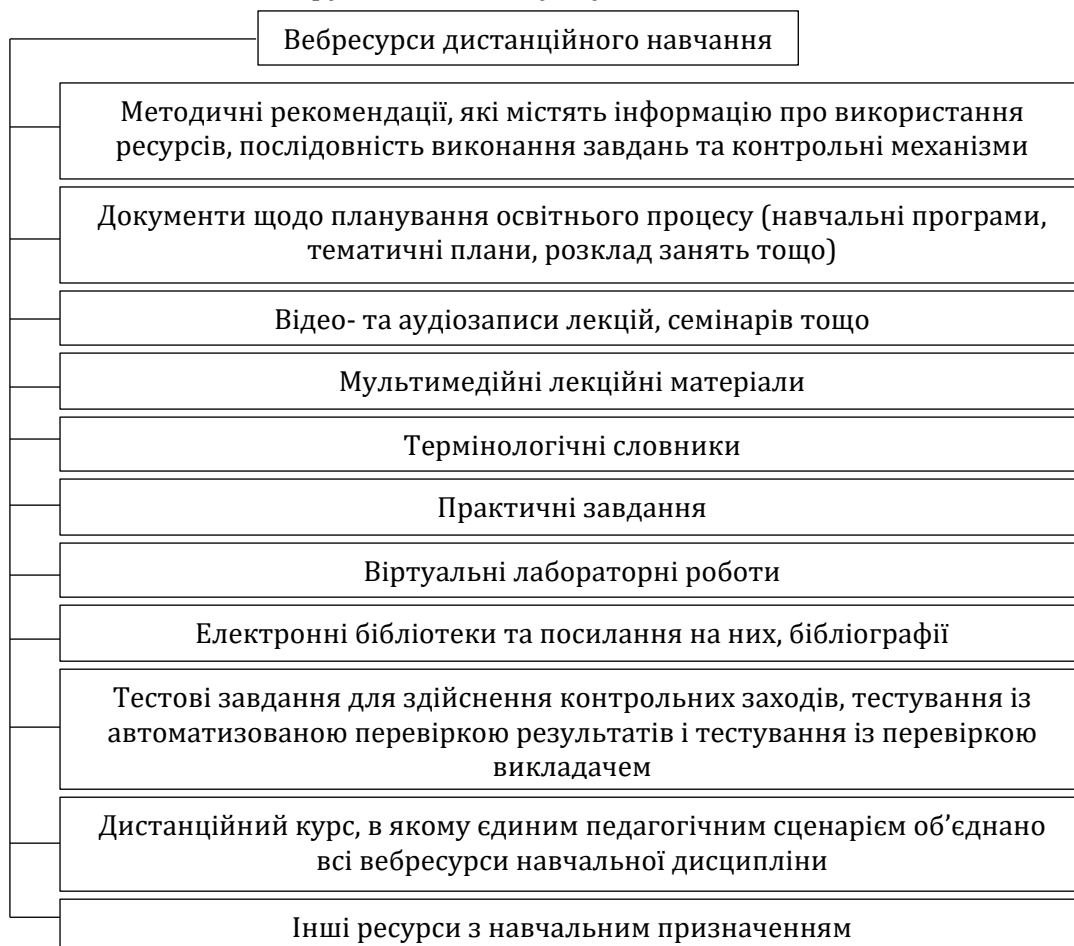 Вебресурси дистанційного навчання
Методичні рекомендації, які містять інформацію про використання
ресурсів, послідовність виконання завдань та контрольні механізми
Документи щодо планування освітнього процесу (навчальні програми,
тематичні плани, розклад занять тощо)
Відео- та аудіозаписи лекцій, семінарів тощо
Мультимедійні лекційні матеріали
Термінологічні словники
Практичні завдання
Віртуальні лабораторні роботи
Електронні бібліотеки та посилання на них, бібліографії
Тестові завдання для здійснення контрольних заходів, тестування із
автоматизованою перевіркою результатів і тестування із перевіркою
викладачем
Дистанційний курс, в якому єдиним педагогічним сценарієм об’єднано
всі вебресурси навчальної дисципліни
Інші ресурси з навчальним призначенням